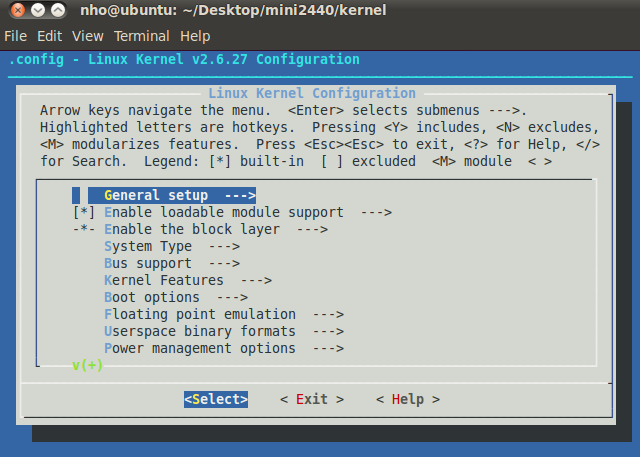 nho@ubuntu: ~/Desktop/mini2440/kernel
File Edit View Terminal Help
.config - Linux Kernel v2.6.27 Configuration
Linux Kernel Configuration
Arrow keys navigate the menu. <Enter> selects submenus --->.
Highlighted letters are hotkeys. Pressing <Y> includes, <N> excludes,
<M> modularizes features. Press <Esc><Esc> to exit, <?> for Help, </>
for Search. Legend: [*] built-in [ ] excluded <M> module < >
General setup --->
[*] Enable loadable module support --->
-*- Enable the block layer --->
System Type --->
Bus support --->
Kernel Features --->
Boot options --->
Floating point emulation --->
Userspace binary formats --->
Power management options --->
v(+)
<Select> < Exit > < Help >